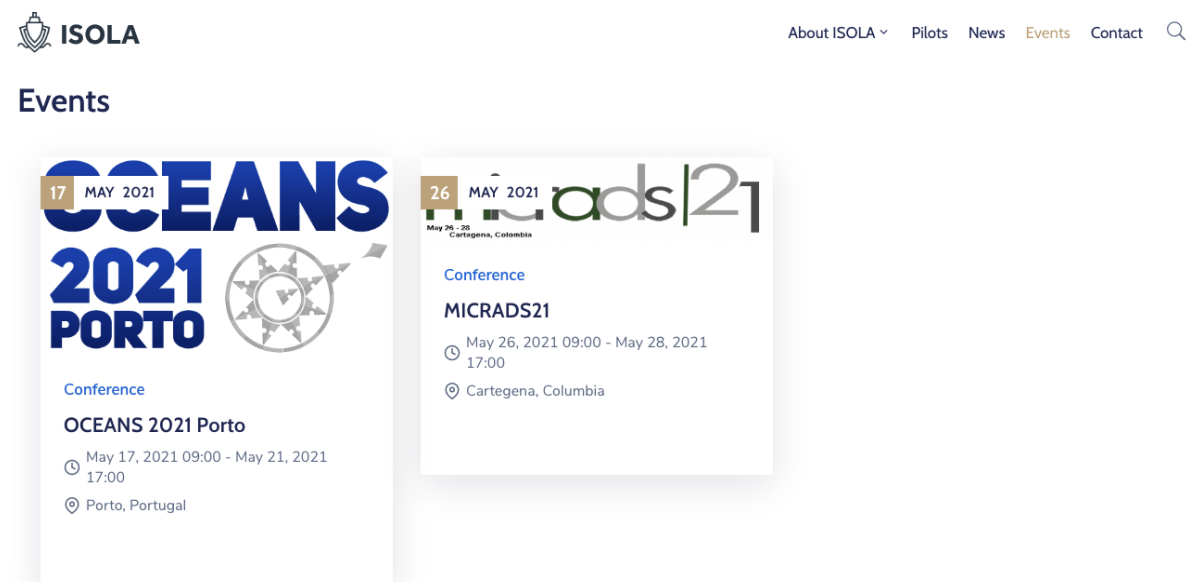 ISOLA
About ISOLA
Pilots
News
Events
Contact
Events
OCEANS
17
MAY 2021
2021
PORTO
Conference
OCEANS 2021 Porto
May 17, 2021 09:00 - May 21, 2021
17:00
Porto, Portugal
micrads|21
26
MAY 2021
May 26 - 28
Cartagena, Colombia
Conference
MICRADS21
May 26, 2021 09:00 - May 28, 2021
17:00
Cartegena, Columbia